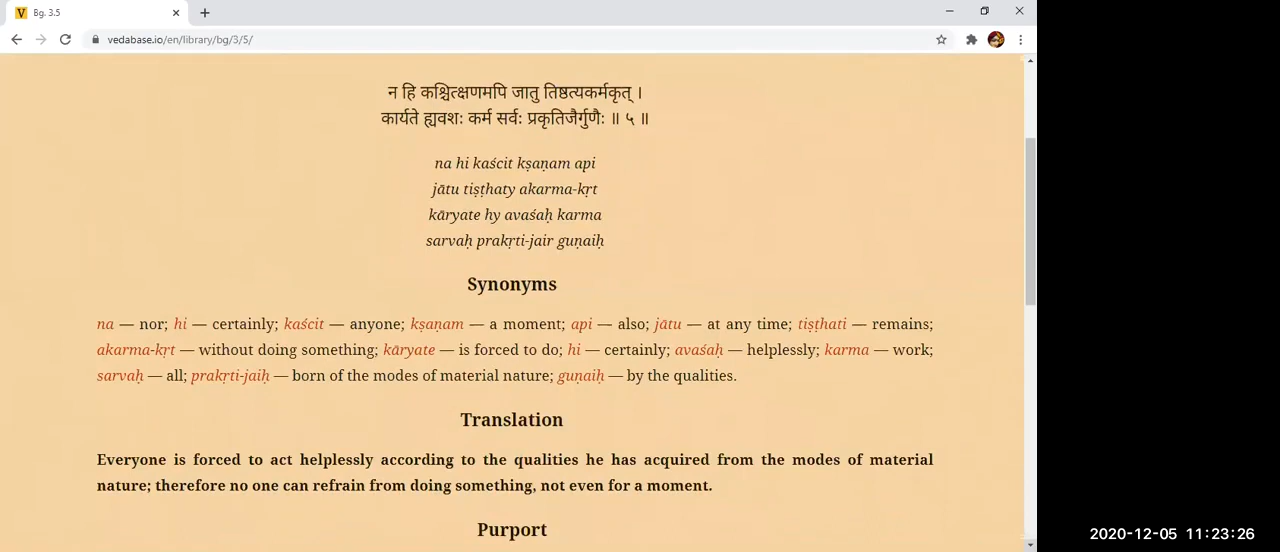 Bg. 3.5
vedabase.io/en/library/bg/3/5/
न हि कश्चित्क्षणमपि जातु तिष्ठत्यकर्मकृत् ।
कार्यते ह्यवशः कर्म सर्वः प्रकृतिजैर्गुणैः ॥ ५ ॥
na hi kaścit kṣaṇam api
jātu tiṣṭhaty akarma-kṛt
kāryate hy avaśaḥ karma
sarvaḥ prakṛti-jair guṇaiḥ
Synonyms
na — nor; hi — certainly; kaścit — anyone; kṣaṇam — a moment; api — also; jātu — at any time; tiṣṭhati — remains;
akarma-kṛt — without doing something; kāryate — is forced to do; hi — certainly; avaśaḥ — helplessly; karma — work;
sarvaḥ — all; prakṛti-jaiḥ — born of the modes of material nature; guṇaiḥ — by the qualities.
Translation
Everyone is forced to act helplessly according to the qualities he has acquired from the modes of material
nature; therefore no one can refrain from doing something, not even for a moment.
Purport
2020-12-05 11:23:26